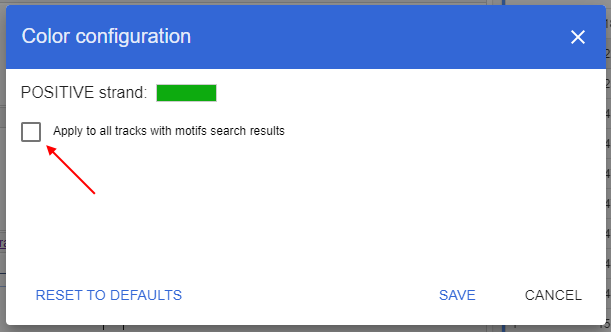 Color configuration
POSITIVE strand:
Apply to all tracks with motifs search results
RESET TO DEFAULTS
SAVE
CANCEL